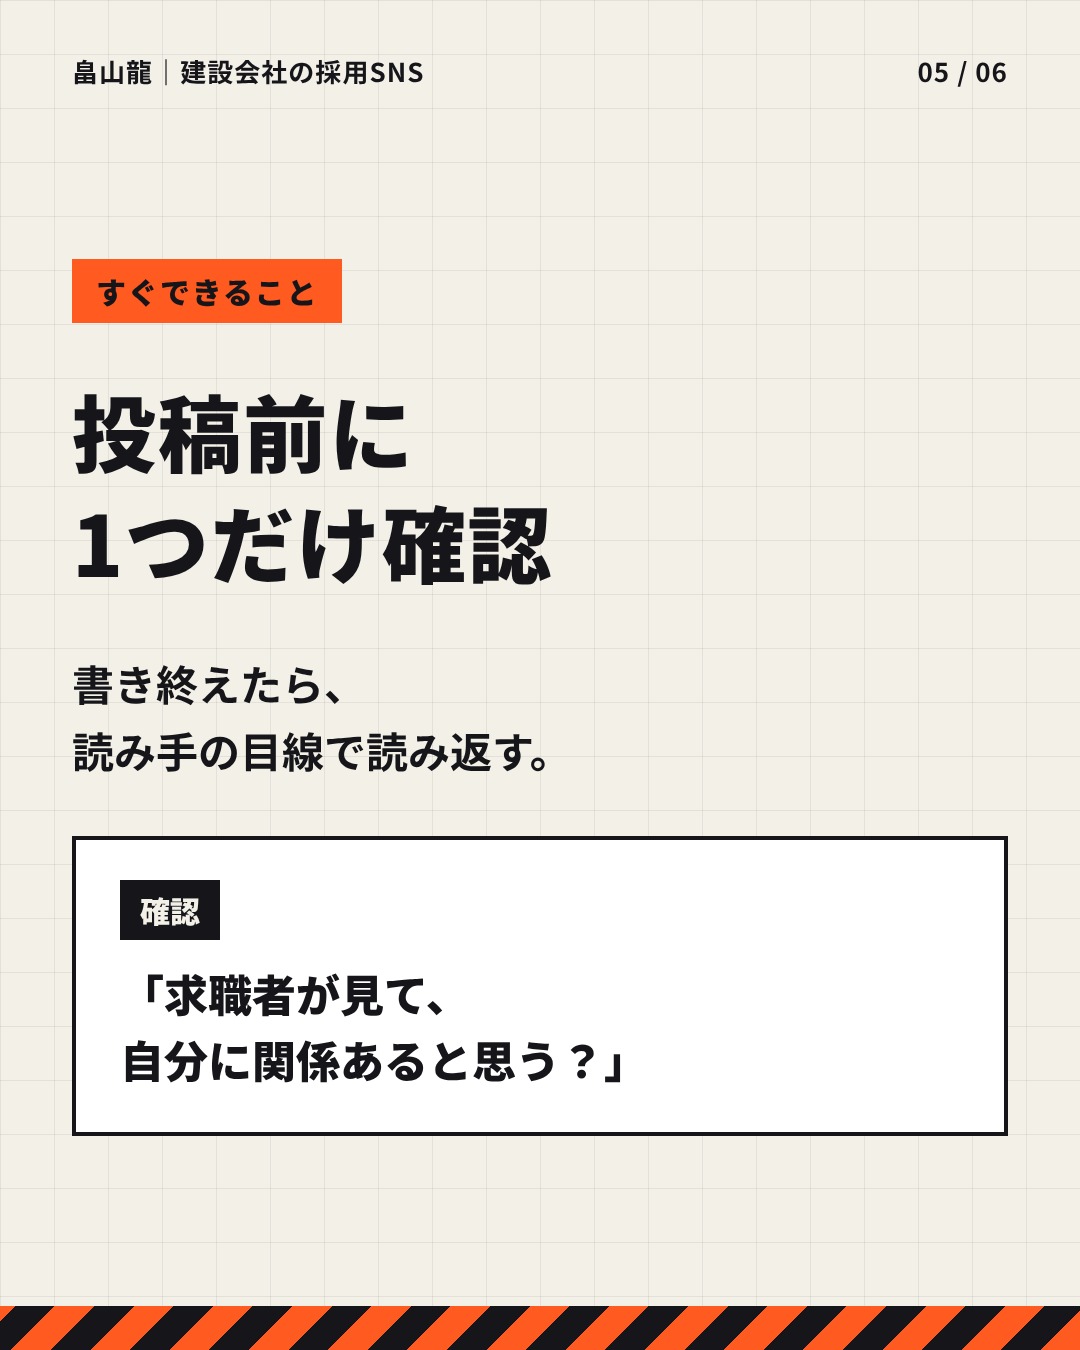 畠山龍｜建設会社の採用SNS
05 / 06
すぐできること
投稿前に
1つだけ確認
書き終えたら、
読み手の目線で読み返す。
確認
「求職者が見て、
自分に関係あると思う？」